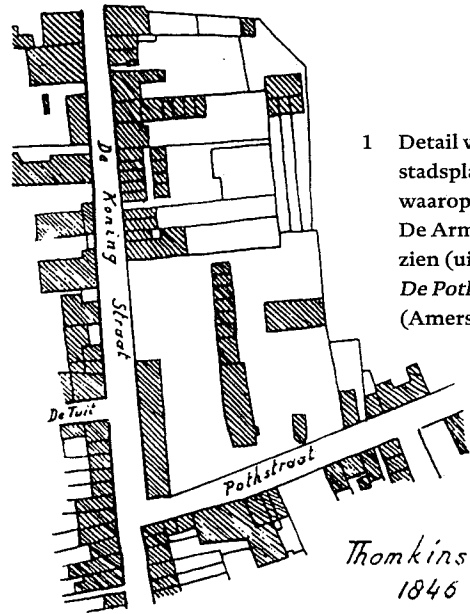 De Koning Straat
De Tuit
Pothstraat
Thomkins
1846
1 Detail v
stadspla
waarop
De Arm
zien (ui
De Poth
(Amers